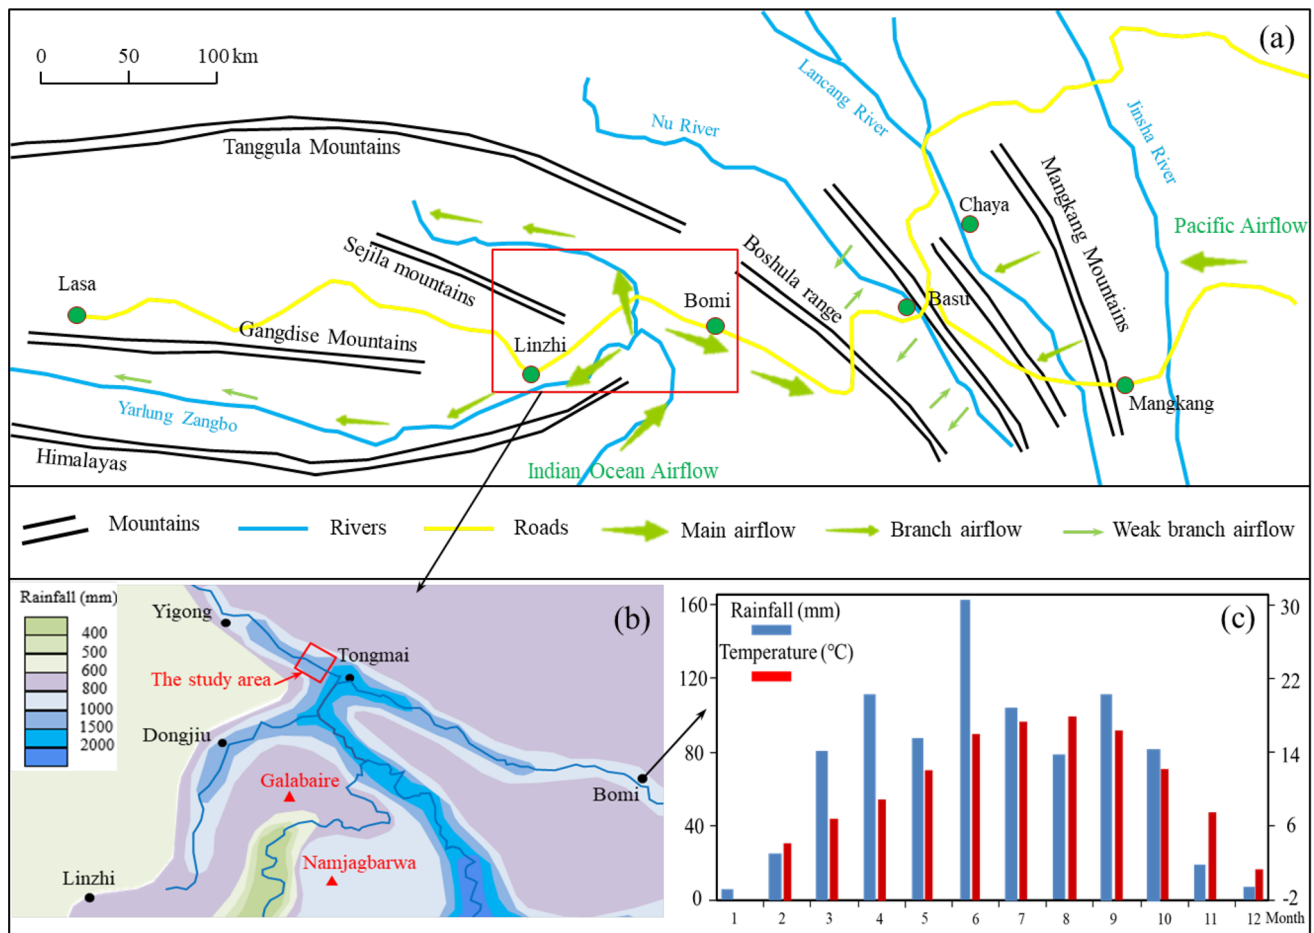 (a)
0 50 100 km
Lancang River
Nu River
Jinsha River
Tanggula Mountains
Mangkang Mountains
Chaya
Pacific Airflow
Sejila mountains
Boshula range
Lasa
Bomi
Basu
Gangdise Mountains
Linzhi
Yarlung Zangbo
Mangkang
Himalayas
Indian Ocean Airflow
Mountains
Rivers
Roads
Main airflow
Branch airflow
Weak branch airflow
(b)
Rainfall (mm)
400
500
600
800
1000
1500
2000
Yigong
Tongmai
The study area
Dongjiu
Galabaire
Bomi
Namjagbarwa
Linzhi
(c)
Rainfall (mm)
Temperature (℃)
160
120
80
40
0
30
22
14
6
-2
1 2 3 4 5 6 7 8 9 10 11 12 Month